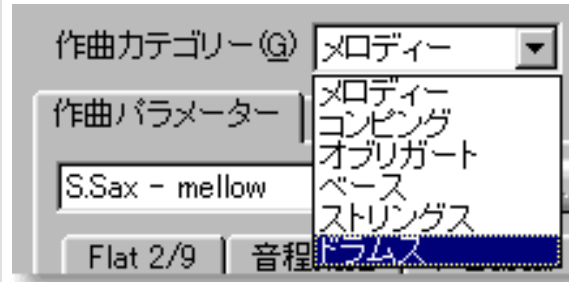 作曲カテゴリー(G) メロディー
メロディー
作曲パラメーター
コンピング
オブリガート
ベース
S.Sax - mellow
ストリングス
ドラムス
Flat 2/9 音程